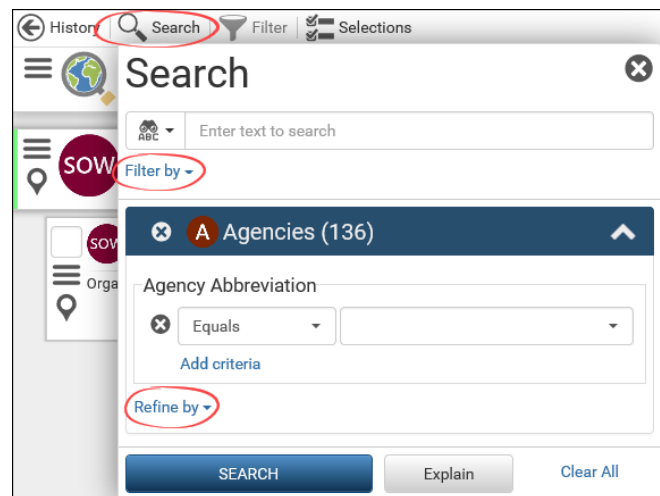 History Search Filter Selections
Search
ABC Enter text to search
Filter by
SOW
A Agencies (136)
SOW
Orga
Agency Abbreviation
Equals
Add criteria
Refine by
SEARCH Explain Clear All